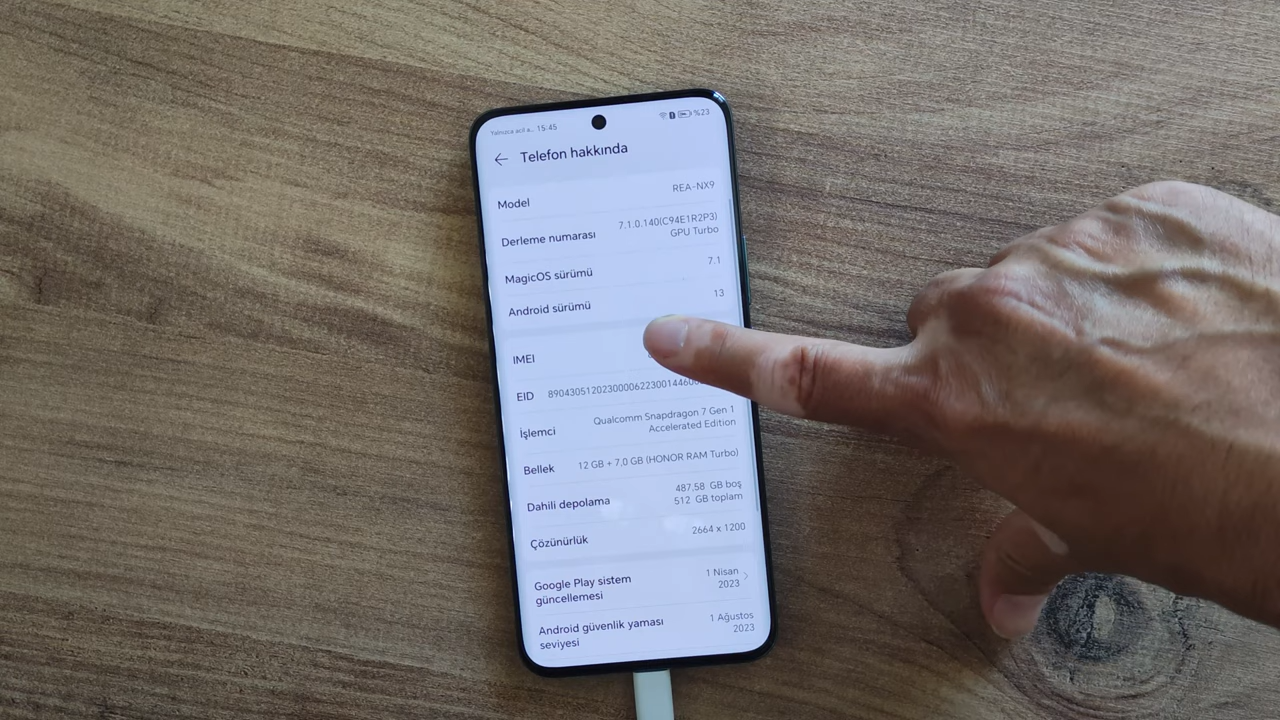 Yalnızca acil a... 15:45
%23
Telefon hakkında
Model REA-NX9
Derleme numarası 7.1.0.140(C94E1R2P3)
GPU Turbo
MagicOS sürümü 7.1
Android sürümü 13
IMEI
EID 890430512023000062230014460
İşlemci Qualcomm Snapdragon 7 Gen 1
Accelerated Edition
Bellek 12 GB + 7,0 GB (HONOR RAM Turbo)
Dahili depolama 487,58 GB boş
512 GB toplam
Çözünürlük 2664 x 1200
Google Play sistem
güncellemesi
1 Nisan
2023
Android güvenlik yaması
seviyesi
1 Ağustos
2023